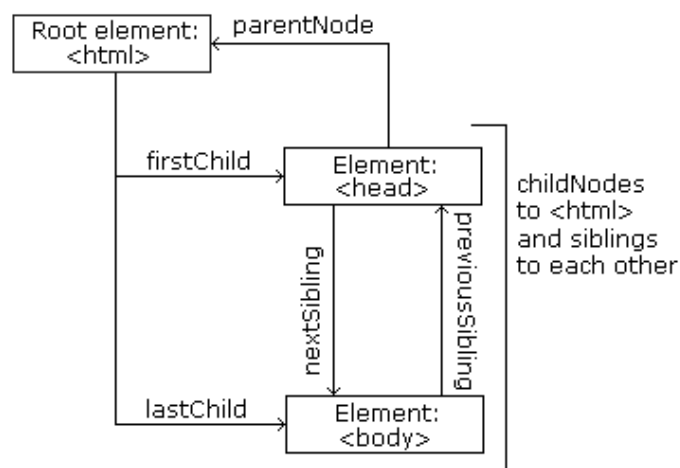 Root element:
<html>
parentNode
firstChild
Element:
<head>
childNodes
to <html>
and siblings
to each other
nextSibling
previousSibling
lastChild
Element:
<body>